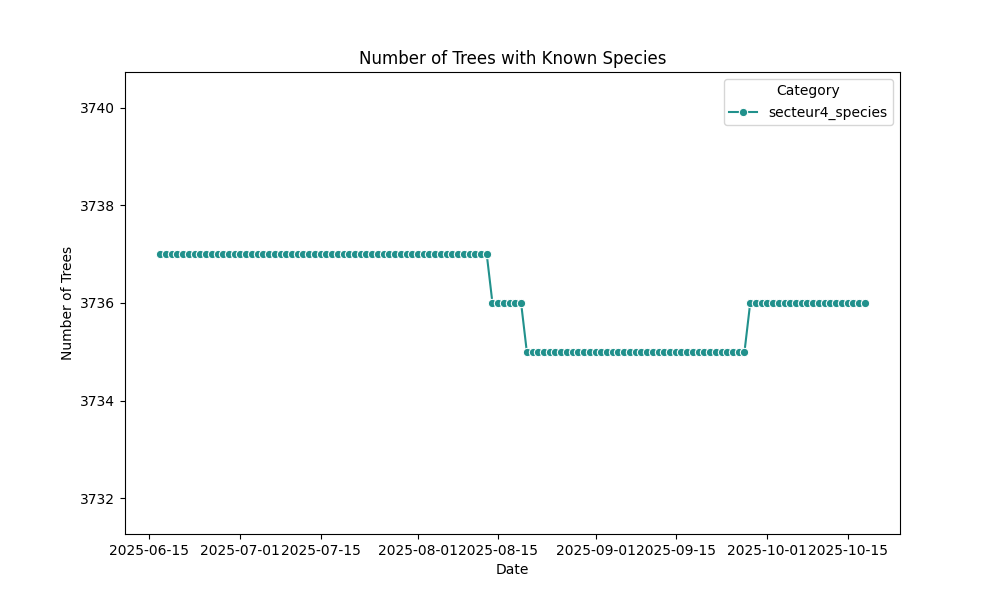 Number of Trees with Known Species
Category
secteur4_species
Number of Trees
3740
3738
3736
3734
3732
2025-06-15 2025-07-01 2025-07-15 2025-08-01 2025-08-15 2025-09-01 2025-09-15 2025-10-01 2025-10-15
Date